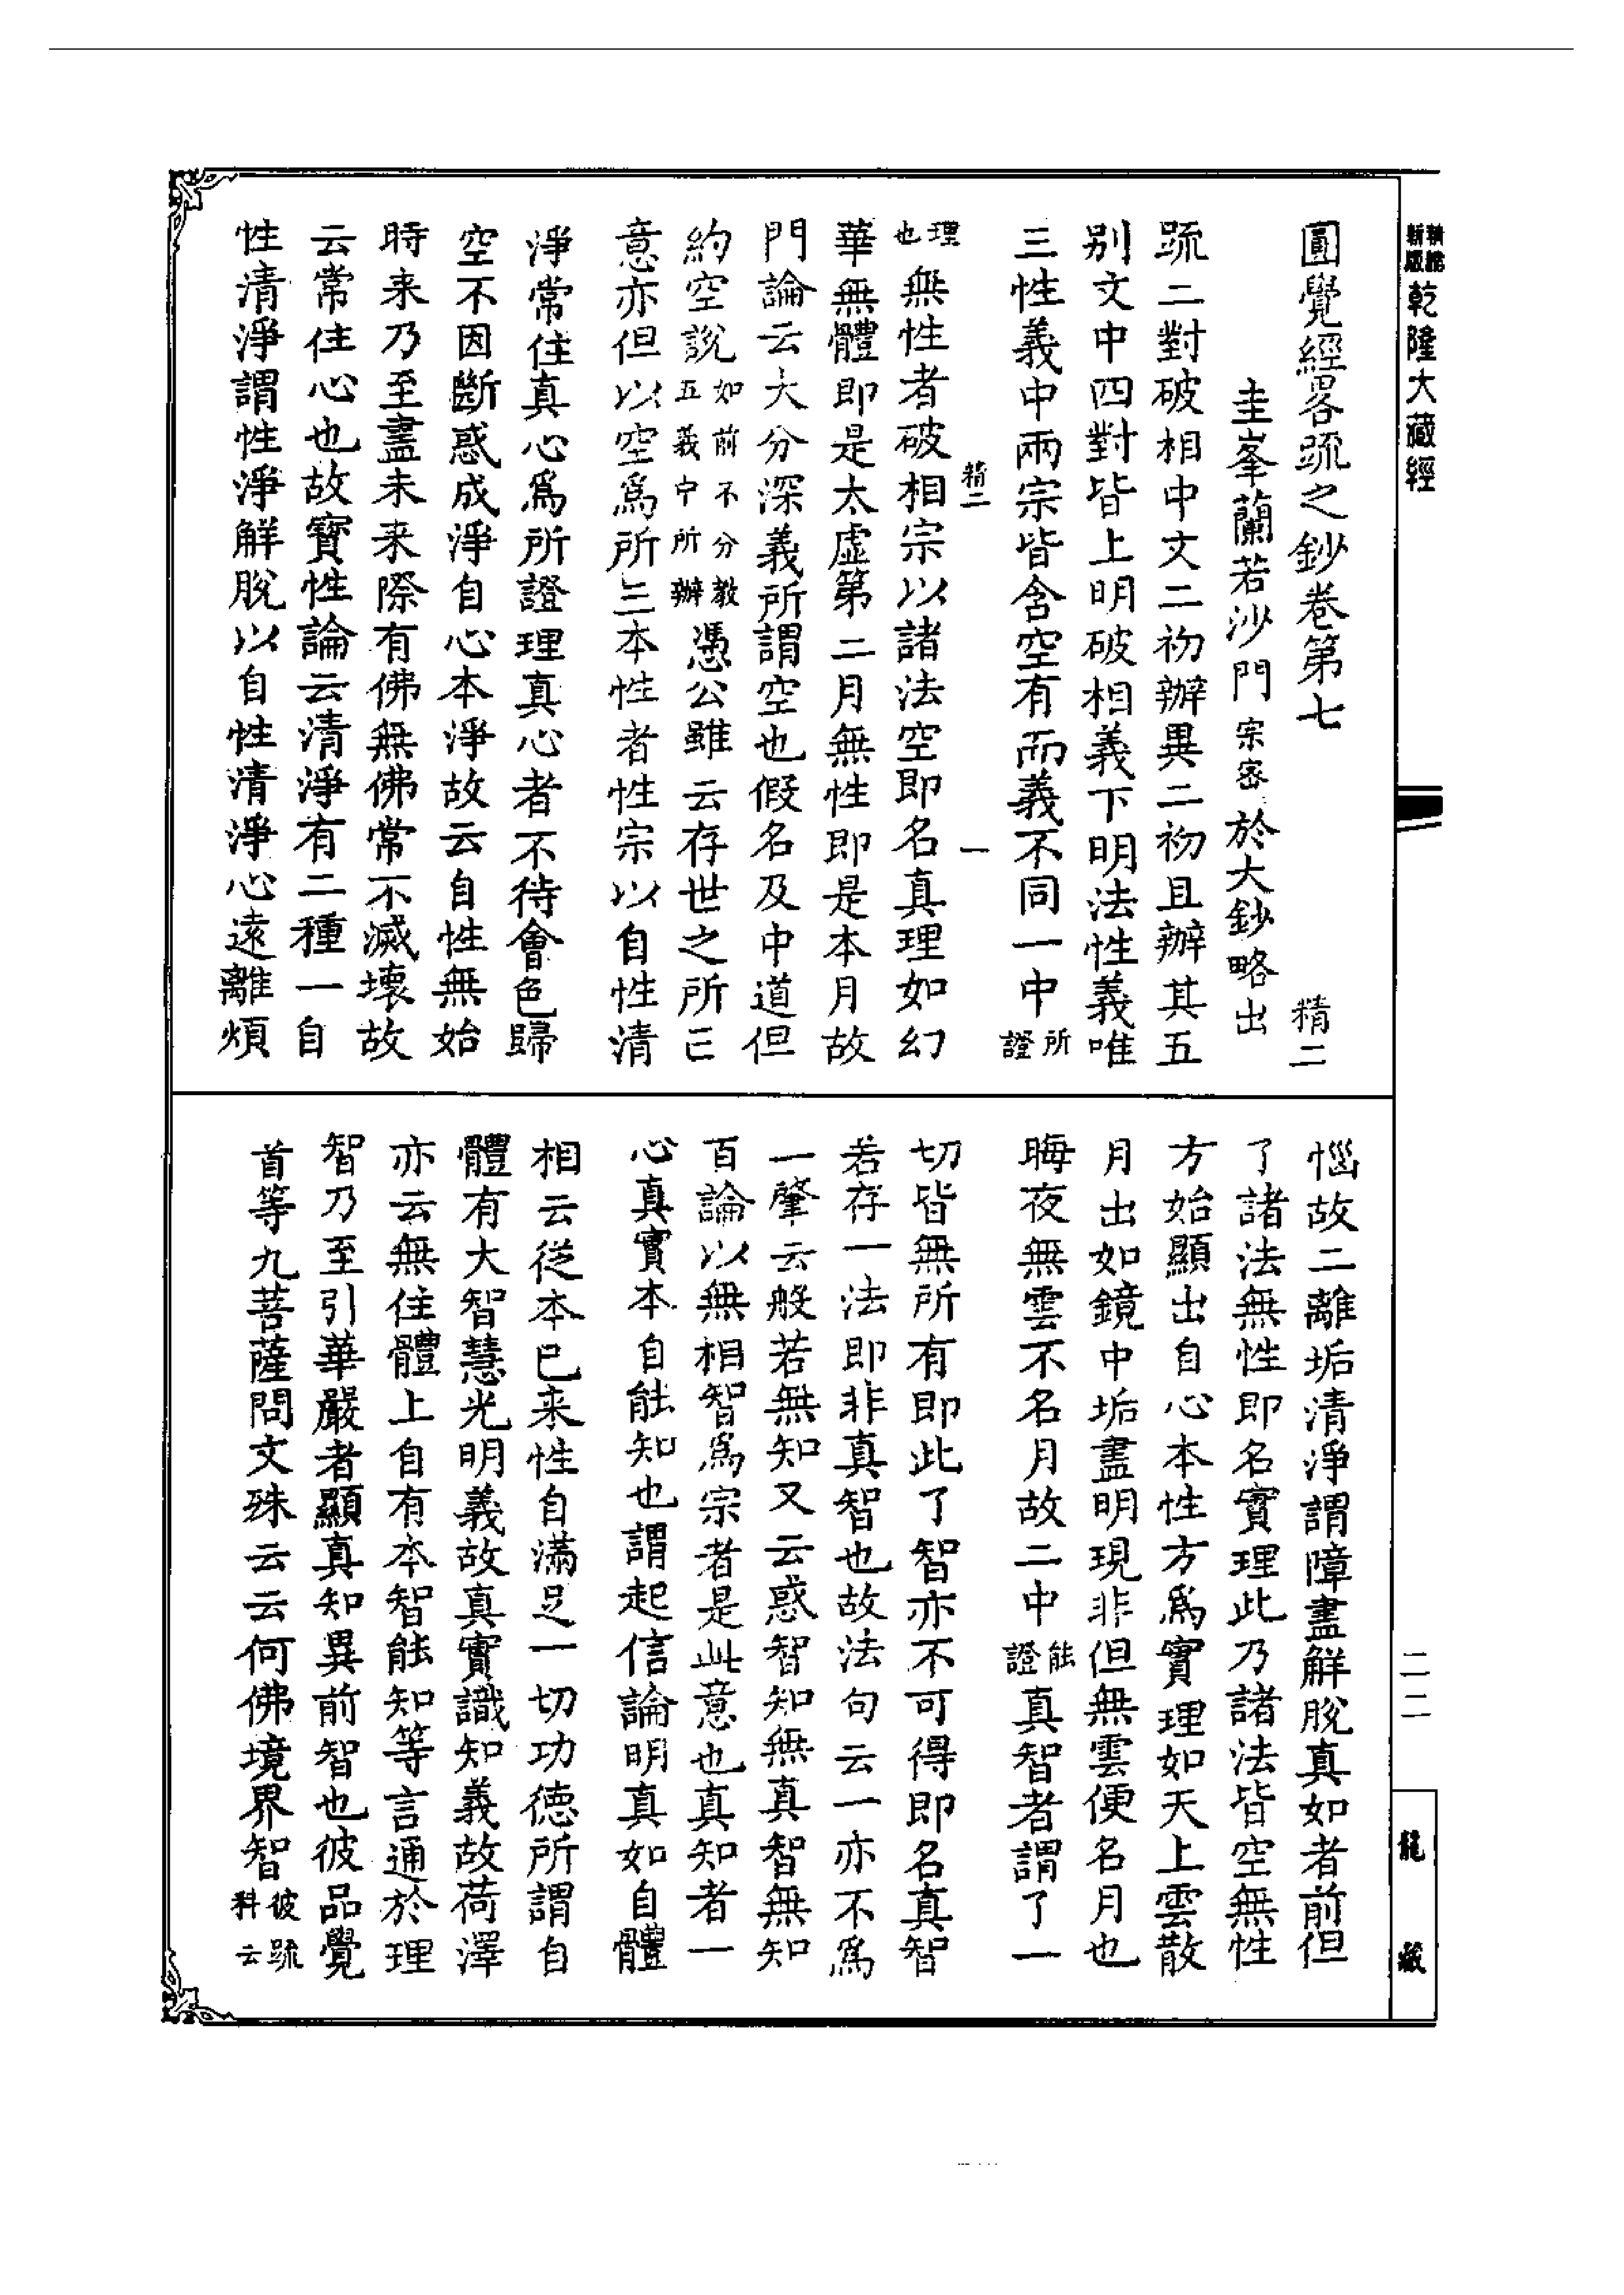 新版
乾隆大藏經
圓覺經畧疏之鈔卷第七　精二
圭峯蘭若沙門宗密於大鈔略出
疏二對破相中文二初辦異二初且辦其五
別文中四對皆上明破相義下明法性義唯
三性義中兩宗皆含空有而義不同一中所證
精二　一
理也無性者破相宗以諸法空即名真理如幻
華無體即是太虛第二月無性即是本月故
門論云大分深義所謂空也假名及中道但
約空說如前不分教五義中所辦憑公雖云存世之所亡
意亦但以空爲所亡本性者性宗以自性清
淨常住真心爲所證理真心者不待會色歸
空不因斷惑成淨自心本淨故云自性無始
時来乃至盡未来際有佛無佛常不滅壞故
云常住心也故寶性論云清淨有二種一自
性清淨謂性淨解脫以自性清淨心遠離煩
惱故二離垢清淨謂障盡解脫真如者前但
了諸法無性即名實理此乃諸法皆空無性
方始顯出自心本性方爲實理如天上雲散
月出如鏡中垢盡明現非但無雲便名月也
晦夜無雲不名月故二中能證真智者謂了一
切皆無所有即此了智亦不可得即名真智
若存一法即非真智也故法句云一亦不爲
一肇云般若無知又云惑智知無真智無知
百論以無相智爲宗者是此意也真知者一
心真實本自能知也謂起信論明真如自體
相云從本已来性自滿足一切功德所謂自
體有大智慧光明義故真實識知義故荷澤
亦云無住體上自有本智能知等言通於理
智乃至引華嚴者顯真知異前智也彼品覺
首等九菩薩問文殊云云何佛境界智彼疏科云
二二
龍藏